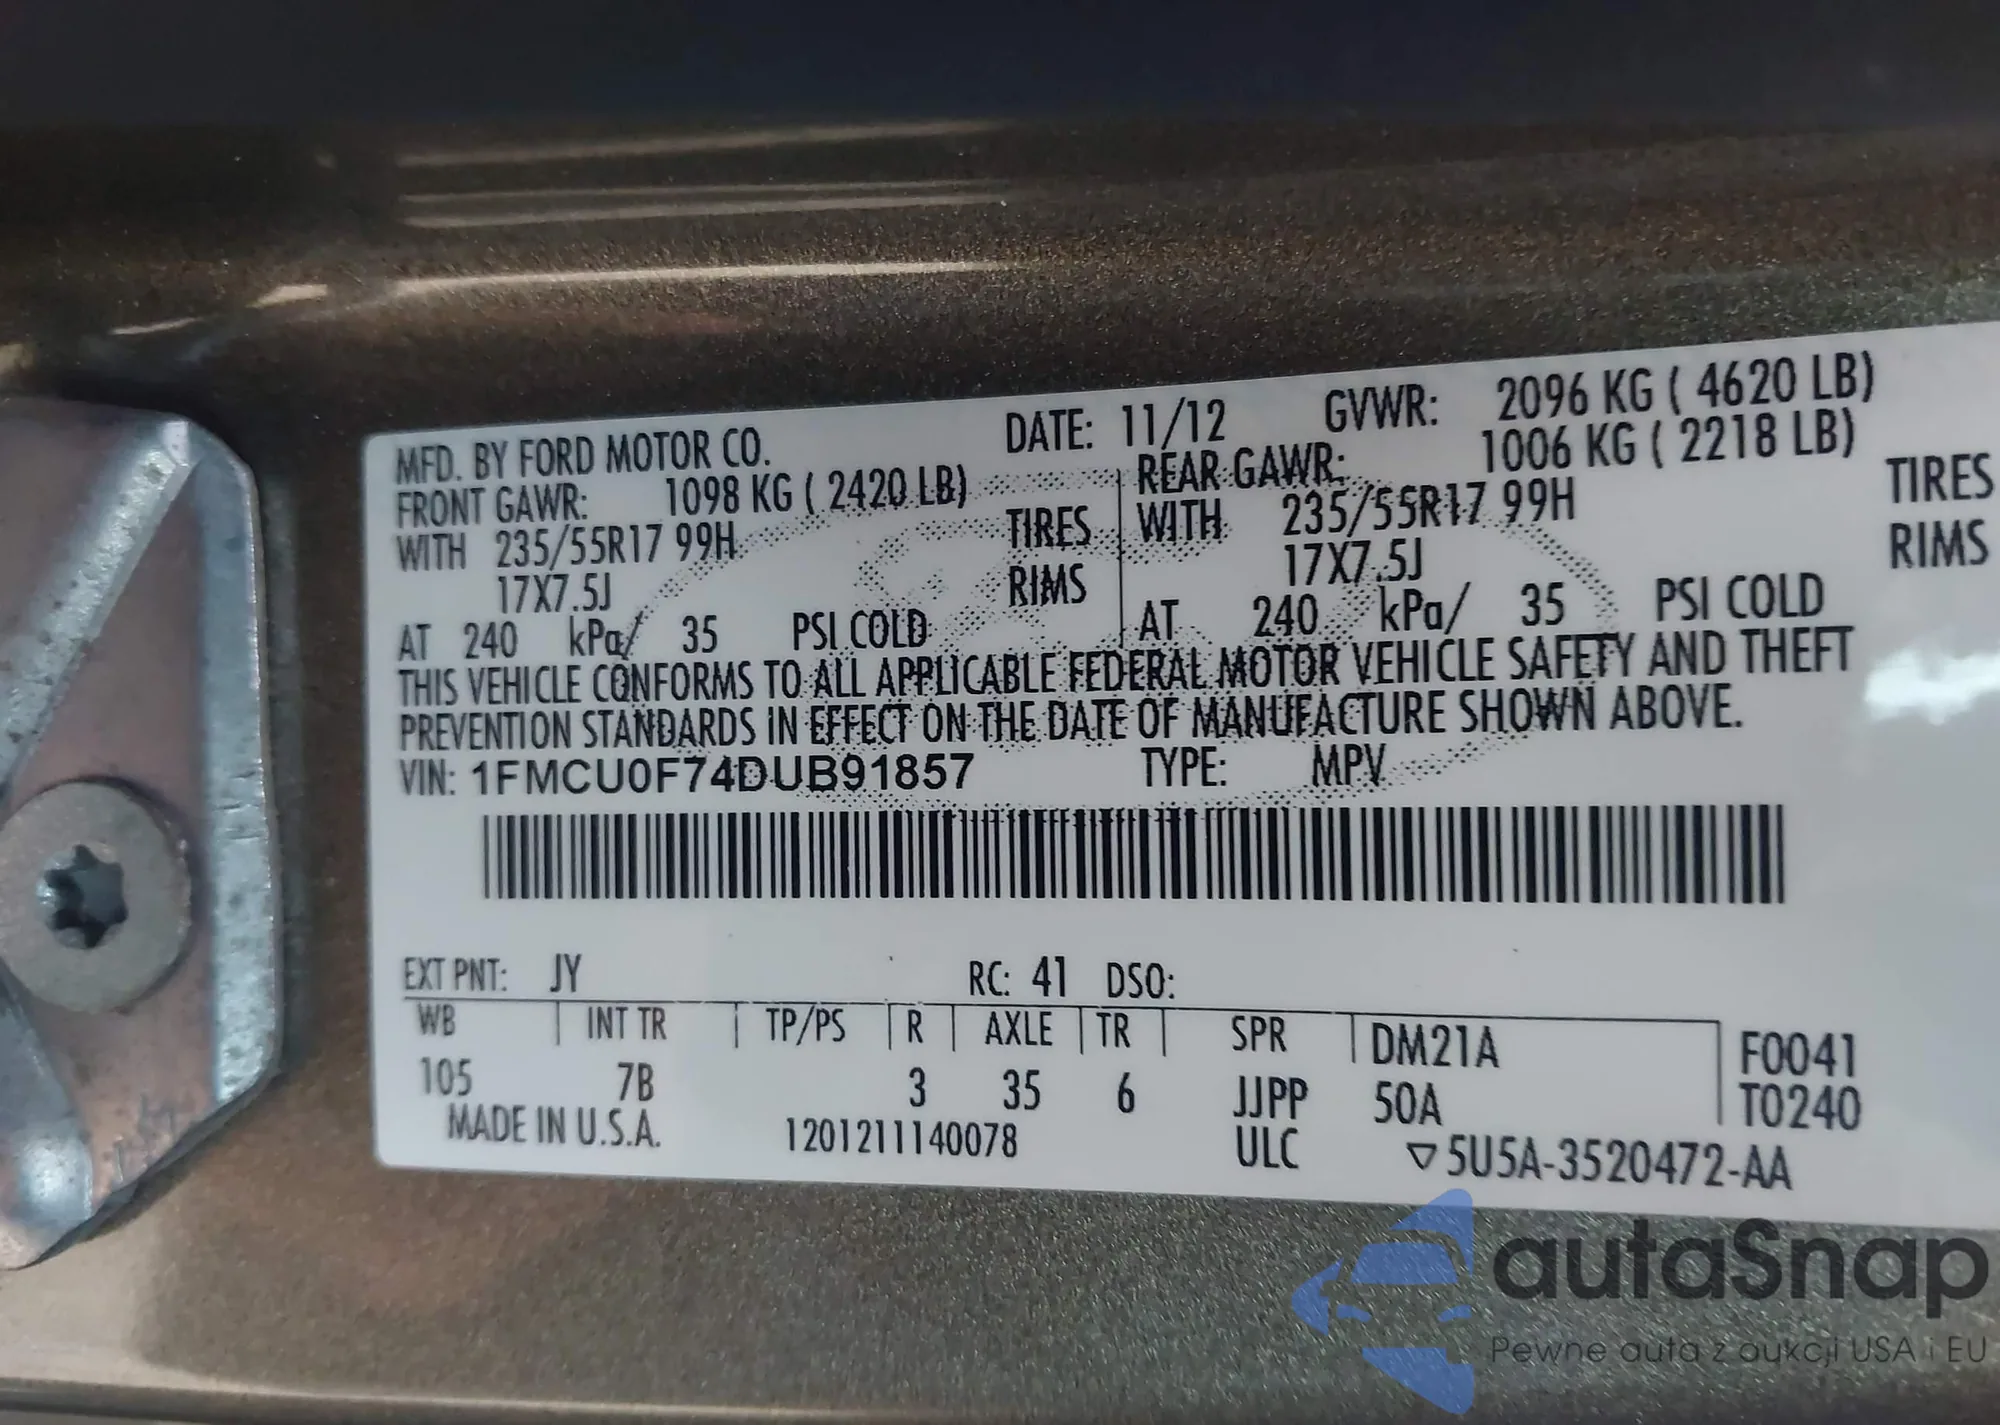 MFD. BY FORD MOTOR CO. DATE: 11/12 GVWR: 2096 KG ( 4620 LB)
FRONT GAWR: 1098 KG ( 2420 LB) REAR GAWR: 1006 KG ( 2218 LB)
WITH 235/55R17 99H TIRES WITH 235/55R17 99H TIRES
17X7.5J RIMS 17X7.5J RIMS
AT 240 kPa/ 35 PSI COLD AT 240 kPa/ 35 PSI COLD
THIS VEHICLE CONFORMS TO ALL APPLICABLE FEDERAL MOTOR VEHICLE SAFETY AND THEFT
PREVENTION STANDARDS IN EFFECT ON THE DATE OF MANUFACTURE SHOWN ABOVE.
VIN: 1FMCU0F74DUB91857 TYPE: MPV
EXT PNT: JY RC: 41 DSO:
WB INT TR TP/PS R AXLE TR SPR DM21A F0041
105 7B 3 35 6 JJPP 50A T0240
MADE IN U.S.A. 1201211140078 ULC ▽5U5A-3520472-AA
autaSnap
Pewne auta z aukcji USA i EU